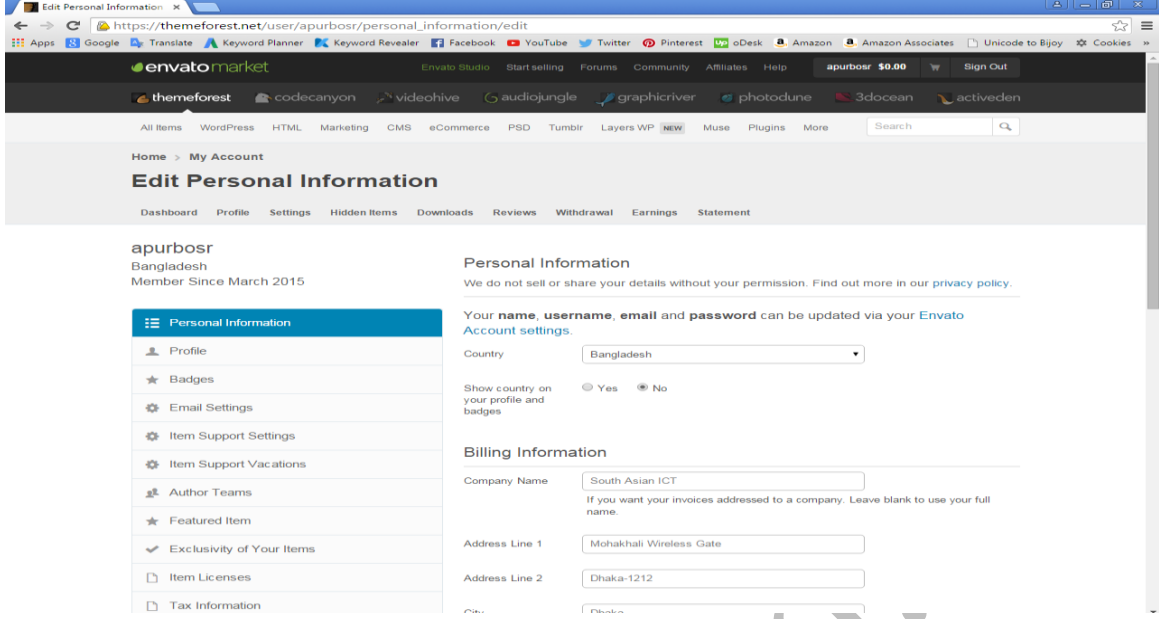 Edit Personal Information
https://themeforest.net/user/apurbosr/personal_information/edit
Apps Google Translate Keyword Planner Keyword Revealer Facebook YouTube Twitter Pinterest oDesk Amazon Amazon Associates Unicode to Bijoy Cookies »
envatomarket Envato Studio Start selling Forums Community Affiliates Help apurbosr $0.00 Sign Out
themeforest codecanyon videohive audiojungle graphicriver photodune 3docean activeden
All Items WordPress HTML Marketing CMS eCommerce PSD Tumblr Layers WP NEW Muse Plugins More Search
Home > My Account
Edit Personal Information
Dashboard Profile Settings Hidden Items Downloads Reviews Withdrawal Earnings Statement
apurbosr
Bangladesh
Member Since March 2015
Personal Information
Profile
Badges
Email Settings
Item Support Settings
Item Support Vacations
Author Teams
Featured Item
Exclusivity of Your Items
Item Licenses
Tax Information
Personal Information
We do not sell or share your details without your permission. Find out more in our privacy policy.
Your name, username, email and password can be updated via your Envato
Account settings.
Country Bangladesh
Show country on Yes No
your profile and
badges
Billing Information
Company Name South Asian ICT
If you want your invoices addressed to a company. Leave blank to use your full
name.
Address Line 1 Mohakhali Wireless Gate
Address Line 2 Dhaka-1212
City Dhaka